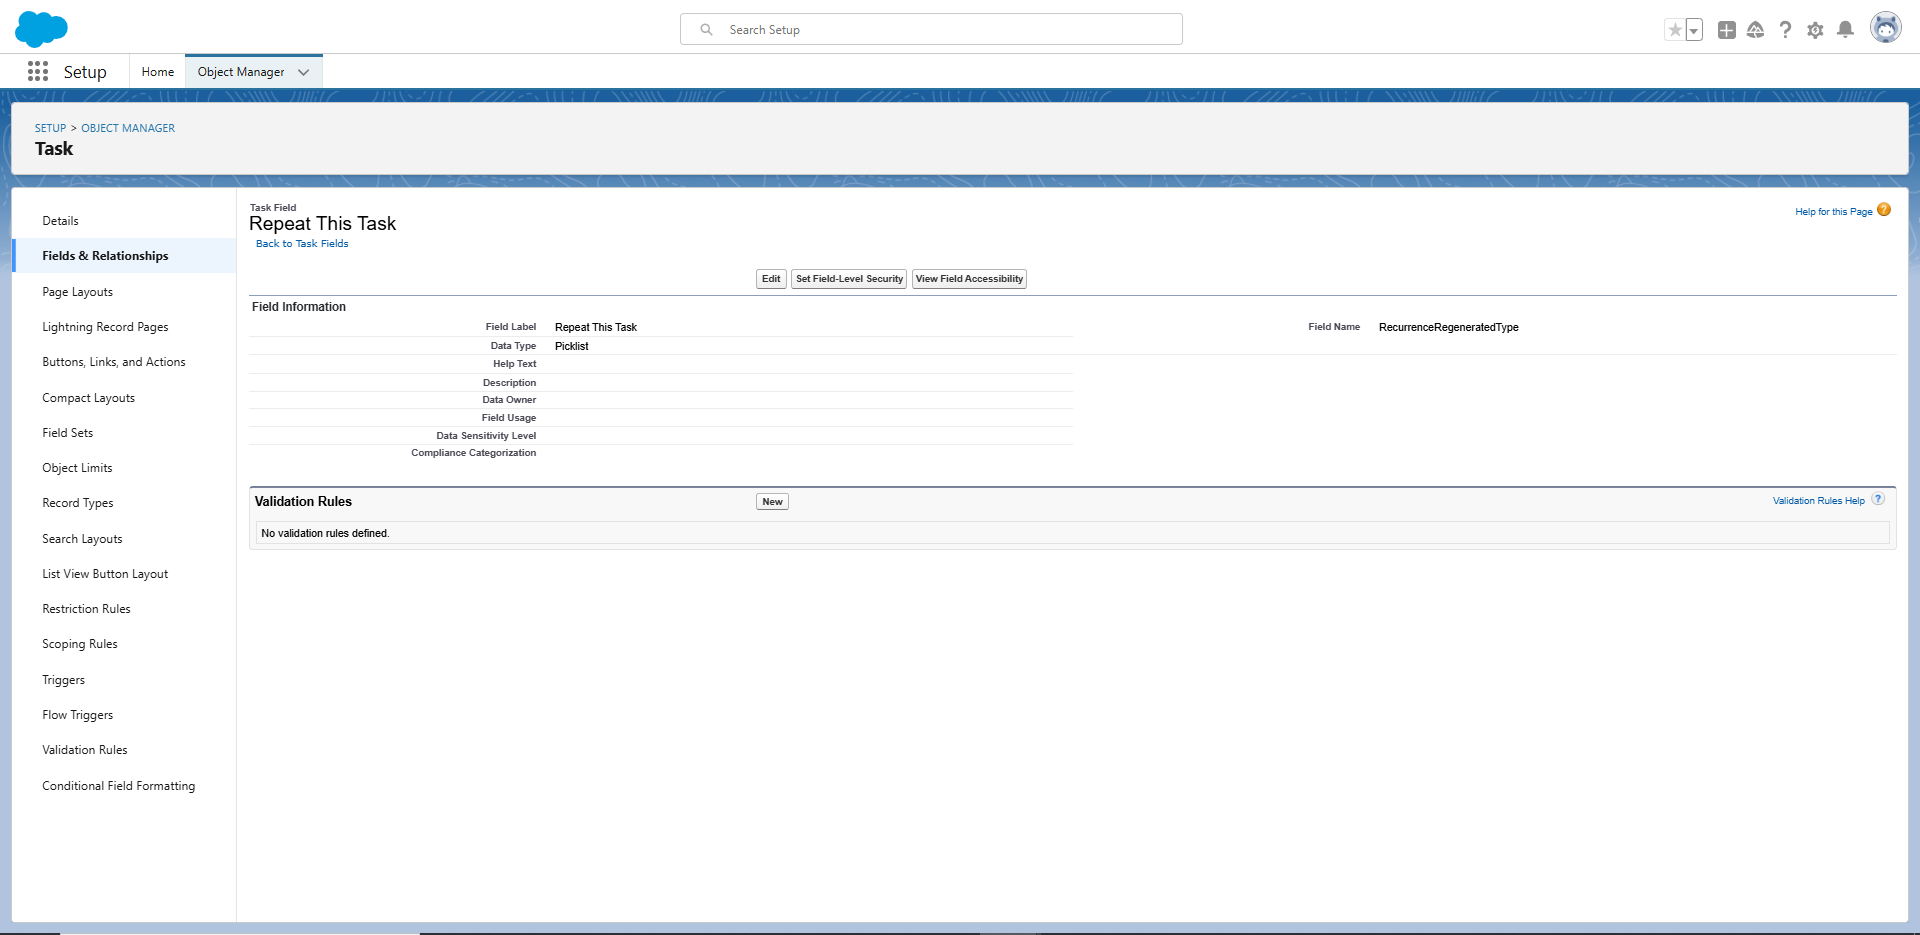 Search Setup
Setup
Home
Object Manager
SETUP > OBJECT MANAGER
Task
Details
Fields & Relationships
Page Layouts
Lightning Record Pages
Buttons, Links, and Actions
Compact Layouts
Field Sets
Object Limits
Record Types
Search Layouts
List View Button Layout
Restriction Rules
Scoping Rules
Triggers
Flow Triggers
Validation Rules
Conditional Field Formatting
Task Field
Repeat This Task
Back to Task Fields
Help for this Page
Edit Set Field-Level Security View Field Accessibility
Field Information
Field Label Repeat This Task Field Name RecurrenceRegeneratedType
Data Type Picklist
Help Text
Description
Data Owner
Field Usage
Data Sensitivity Level
Compliance Categorization
Validation Rules New Validation Rules Help ?
No validation rules defined.